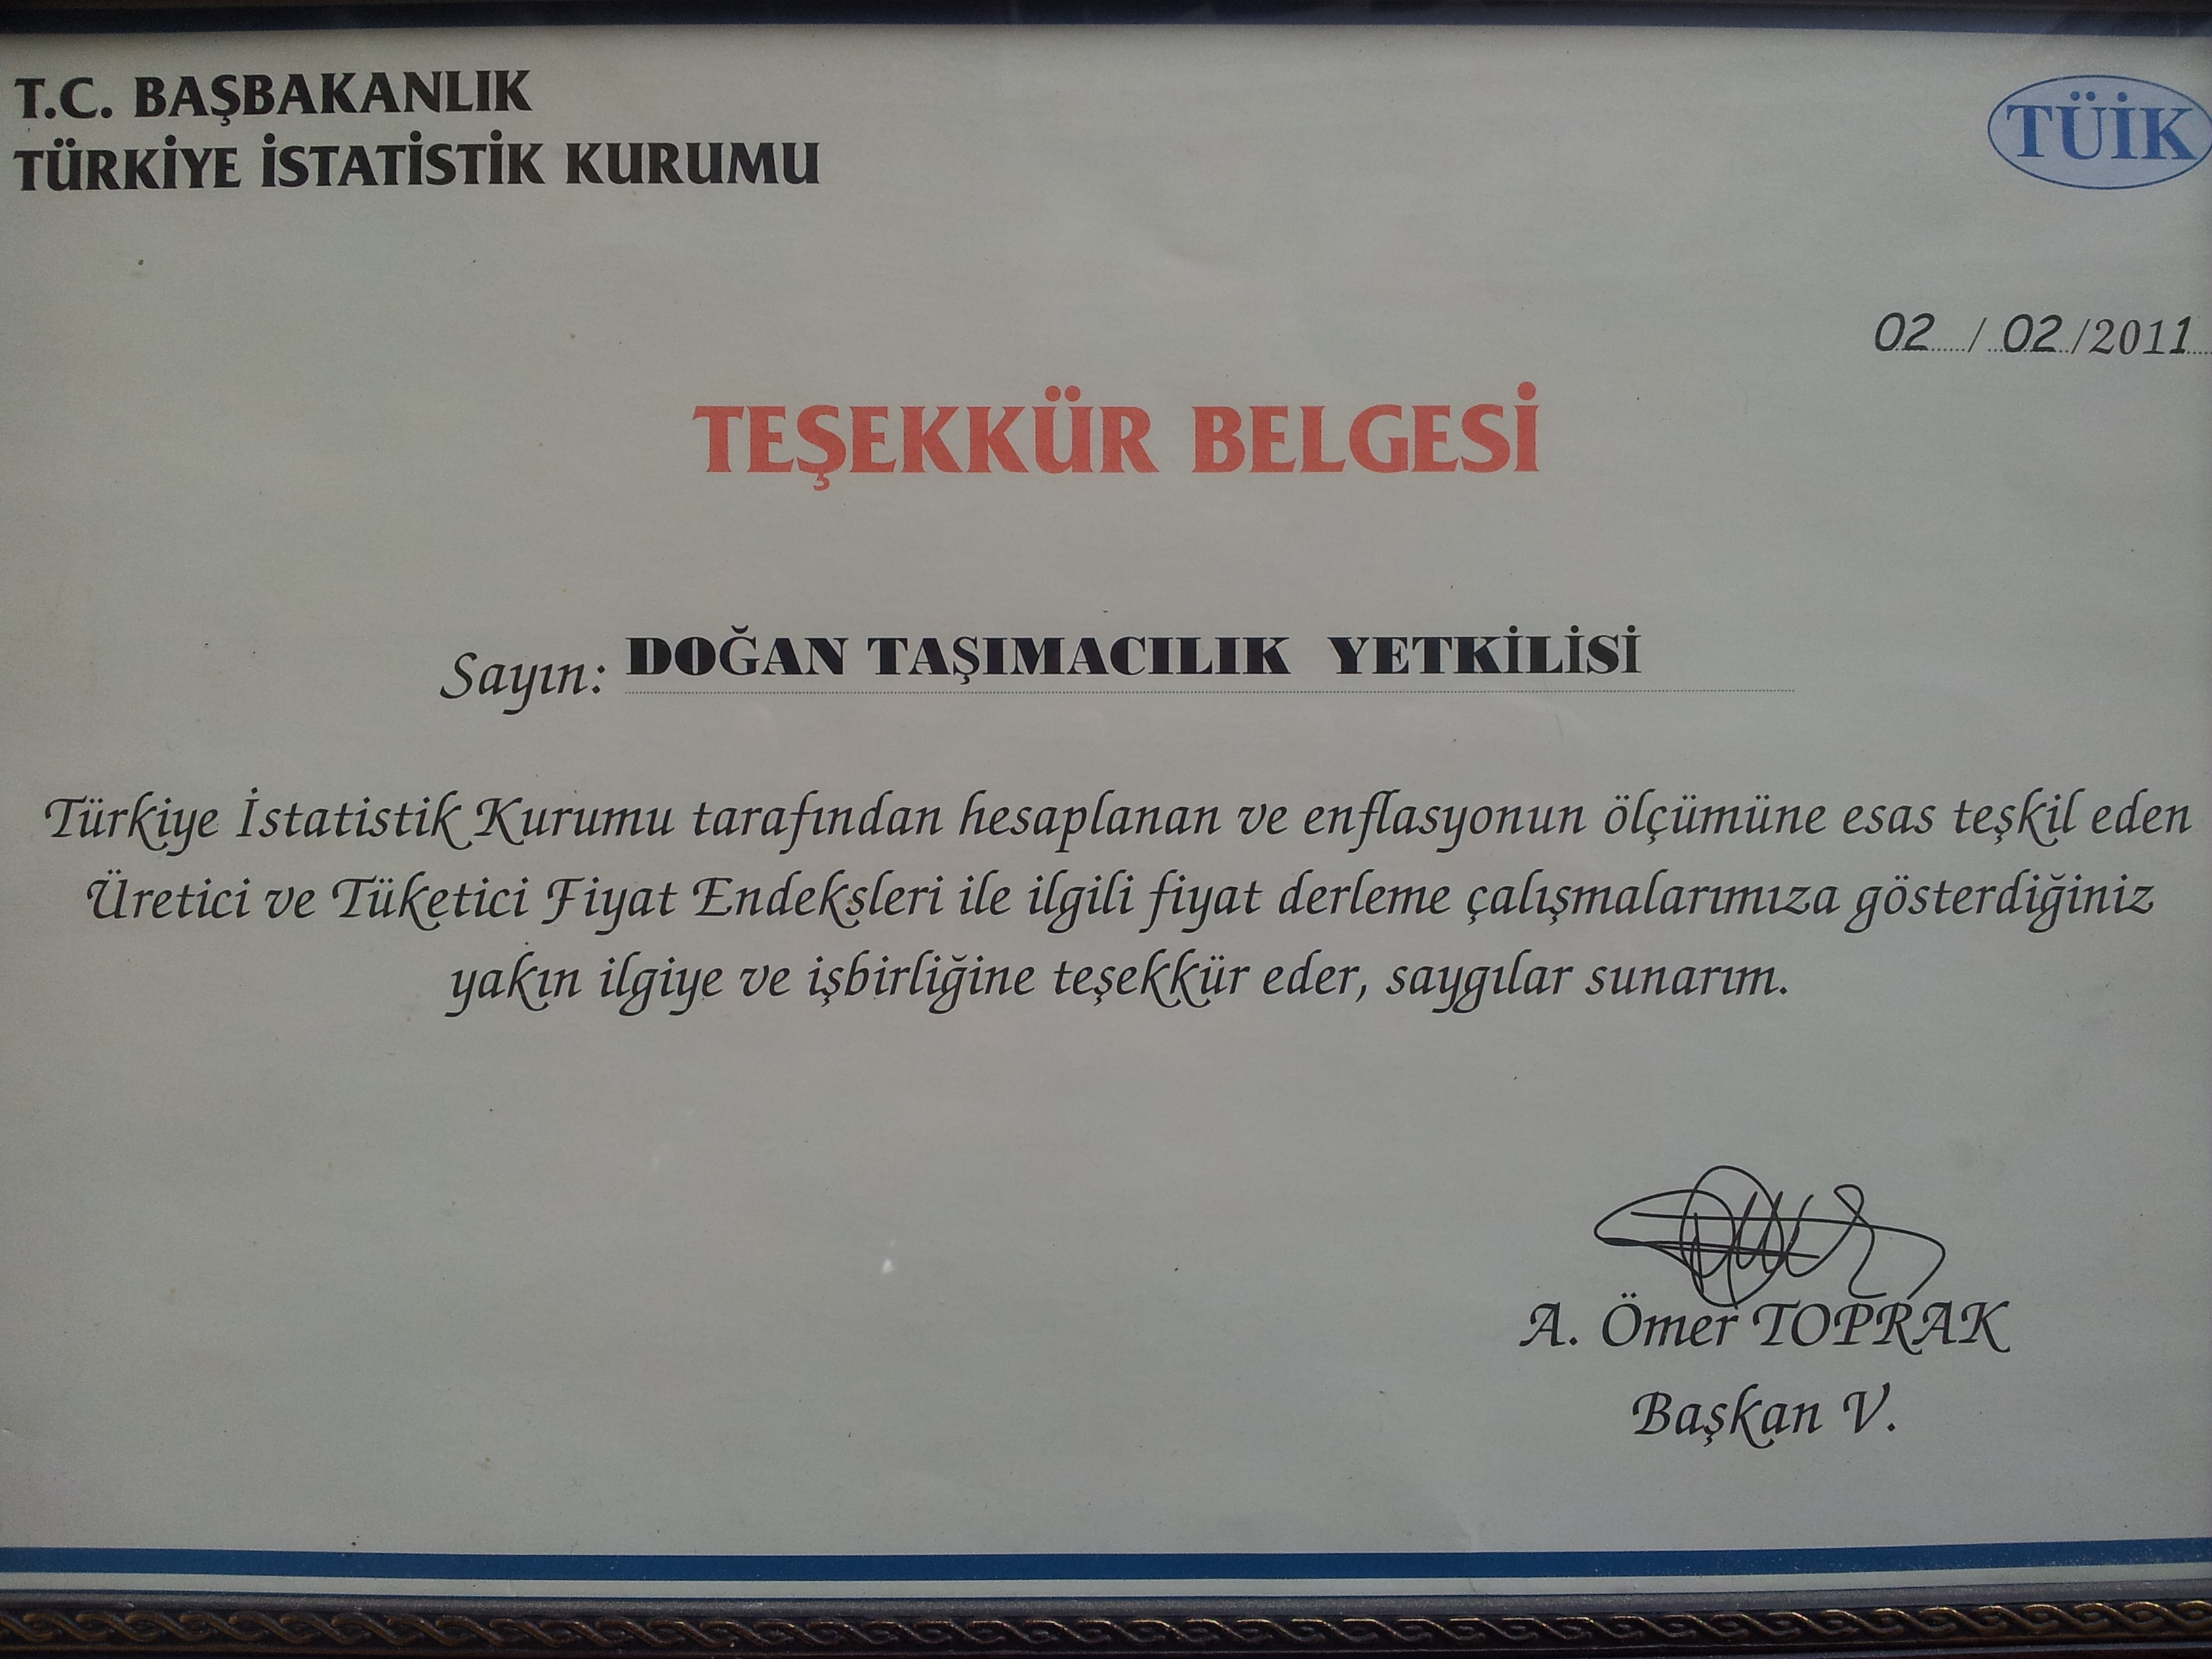 T.C. BAŞBAKANLIK
TÜRKİYE İSTATİSTİK KURUMU
TÜİK
02 / 02 /2011
TEŞEKKÜR BELGESİ
Sayın: DOĞAN TAŞIMACILIK YETKİLİSİ
Türkiye İstatistik Kurumu tarafından hesaplanan ve enflasyonun ölçümüne esas teşkil eden
Üretici ve Tüketici Fiyat Endeksleri ile ilgili fiyat derleme çalışmalarımıza gösterdiğiniz
yakın ilgiye ve işbirliğine teşekkür eder, saygılar sunarım.
A. Ömer TOPRAK
Başkan V.